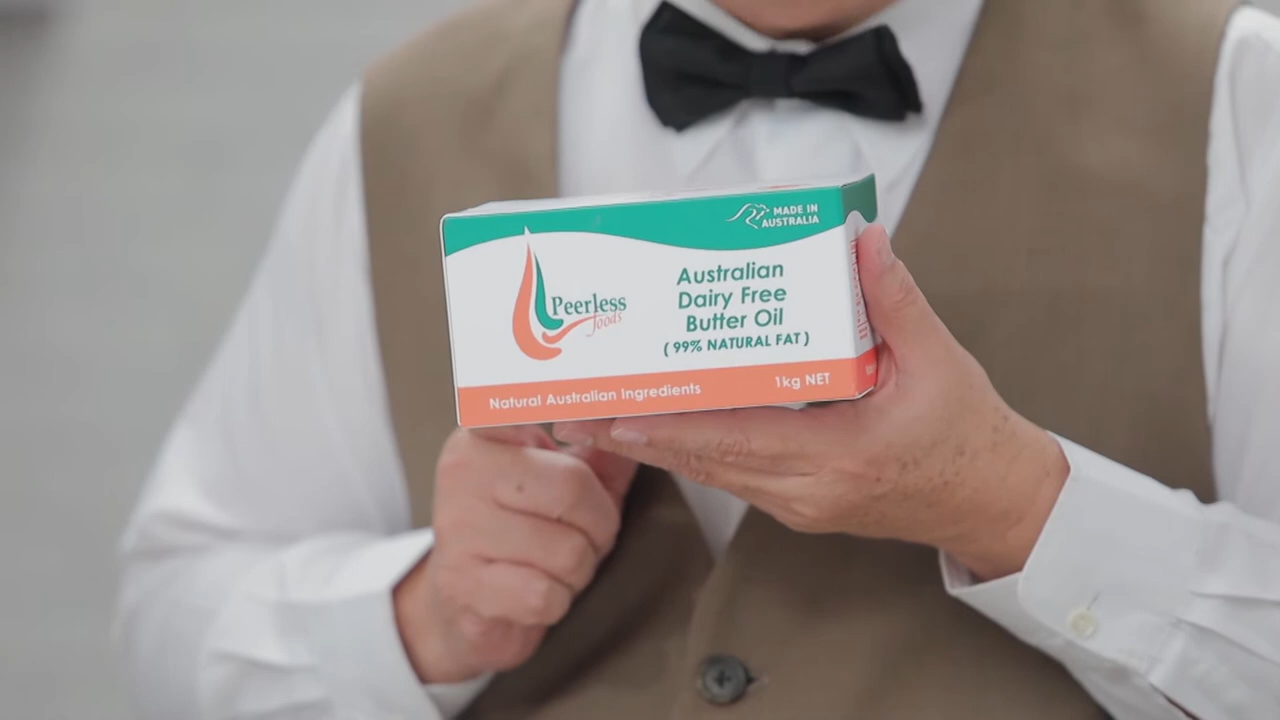 MADE IN
AUSTRALIA
Peerless
foods
Australian
Dairy Free
Butter Oil
( 99% NATURAL FAT )
Natural Australian Ingredients
1kg NET